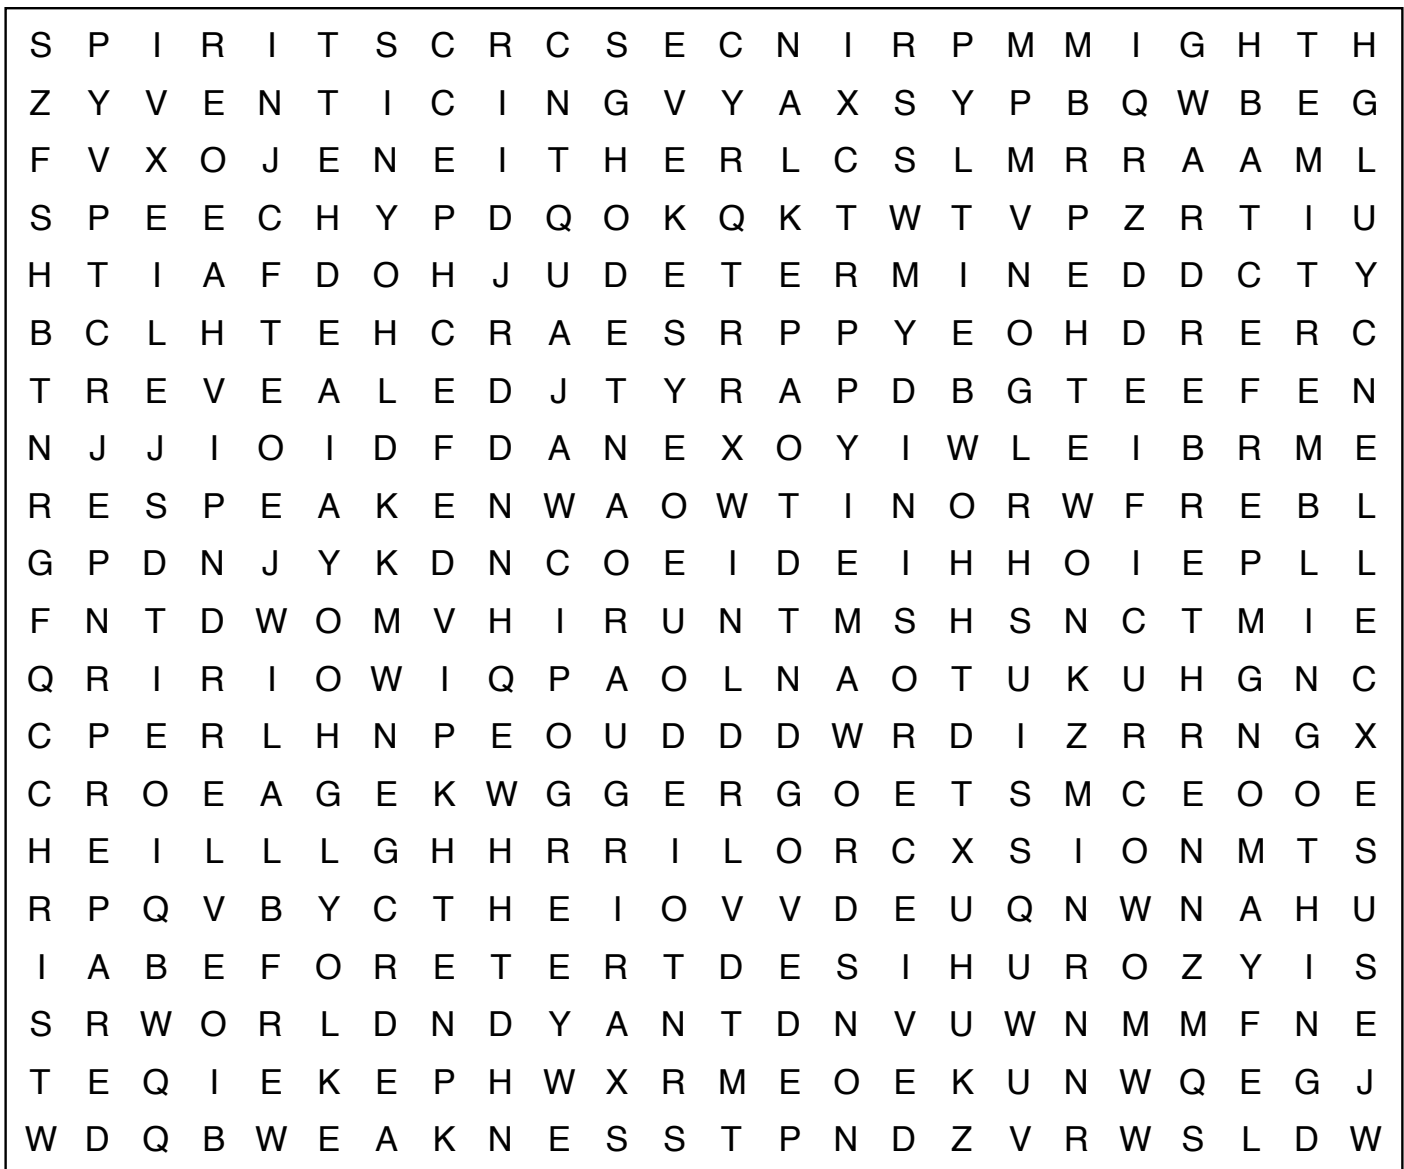 S P I R I T S C R C S E C N I R P M M I G H T H
Z Y V E N T I C I N G V Y A X S Y P B Q W B E G
F V X O J E N E I T H E R L C S L M R R A A M L
S P E E C H Y P D Q O K Q K T W T V P Z R T I U
H T I A F D O H J U D E T E R M I N E D D C T Y
B C L H T E H C R A E S R P P Y E O H D R E R C
T R E V E A L E D J T Y R A P D B G T E E F E N
N J J I O I D F D A N E X O Y I W L E I B R M E
R E S P E A K E N W A O W T I N O R W F R E B L
G P D N J Y K D N C O E I D E I H H O I E P L L
F N T D W O M V H I R U N T M S H S N C T M I E
Q R I R I O W I Q P A O L N A O T U K U H G N C
C P E R L H N P E O U D D D W R D I Z R R N G X
C R O E A G E K W G G E R G O E T S M C E O O E
H E I L L L G H H R R I L O R C X S I O N M T S
R P Q V B Y C T H E I O V V D E U Q N W N A H U
I A B E F O R E T E R T D E S I H U R O Z Y I S
S R W O R L D N D Y A N T D N V U W N M M F N E
T E Q I E K E P H W X R M E O E K U N W Q E G J
W D Q B W E A K N E S S T P N D Z V R W S L D W